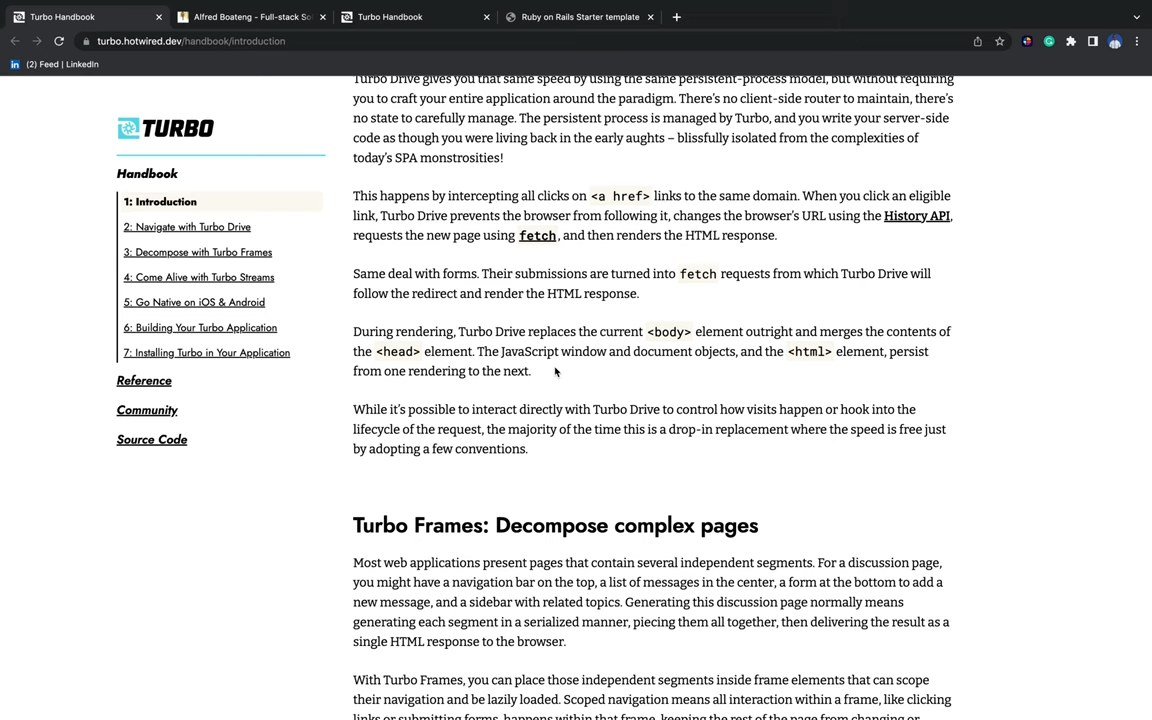 Turbo Handbook
Alfred Boateng - Full-stack So
Turbo Handbook
Ruby on Rails Starter template
turbo.hotwired.dev/handbook/introduction
(2) Feed | LinkedIn
TURBO
Handbook
1: Introduction
2: Navigate with Turbo Drive
3: Decompose with Turbo Frames
4: Come Alive with Turbo Streams
5: Go Native on iOS & Android
6: Building Your Turbo Application
7: Installing Turbo in Your Application
Reference
Community
Source Code
Turbo Drive gives you that same speed by using the same persistent-process model, but without requiring
you to craft your entire application around the paradigm. There's no client-side router to maintain, there's
no state to carefully manage. The persistent process is managed by Turbo, and you write your server-side
code as though you were living back in the early aughts – blissfully isolated from the complexities of
today's SPA monstrosities!
This happens by intercepting all clicks on <a href> links to the same domain. When you click an eligible
link, Turbo Drive prevents the browser from following it, changes the browser's URL using the History API,
requests the new page using fetch, and then renders the HTML response.
Same deal with forms. Their submissions are turned into fetch requests from which Turbo Drive will
follow the redirect and render the HTML response.
During rendering, Turbo Drive replaces the current <body> element outright and merges the contents of
the <head> element. The JavaScript window and document objects, and the <html> element, persist
from one rendering to the next.
While it's possible to interact directly with Turbo Drive to control how visits happen or hook into the
lifecycle of the request, the majority of the time this is a drop-in replacement where the speed is free just
by adopting a few conventions.
Turbo Frames: Decompose complex pages
Most web applications present pages that contain several independent segments. For a discussion page,
you might have a navigation bar on the top, a list of messages in the center, a form at the bottom to add a
new message, and a sidebar with related topics. Generating this discussion page normally means
generating each segment in a serialized manner, piecing them all together, then delivering the result as a
single HTML response to the browser.
With Turbo Frames, you can place those independent segments inside frame elements that can scope
their navigation and be lazily loaded. Scoped navigation means all interaction within a frame, like clicking
links or submitting forms, happens within that frame, keeping the rest of the page from changing or